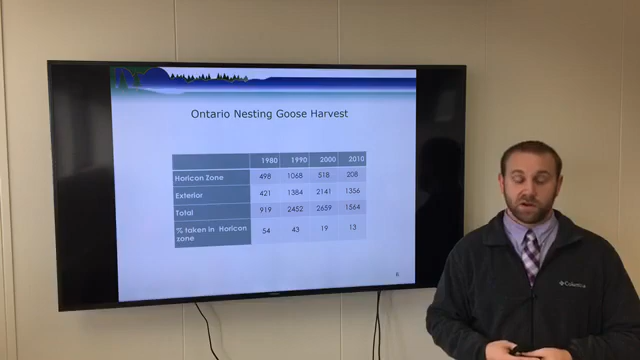 Ontario Nesting Goose Harvest
1980 1990 2000 2010
Horicon Zone 498 1068 518 208
Exterior 421 1384 2141 1356
Total 919 2452 2659 1564
% taken in Horicon
zone 54 43 19 13
6
Columbia